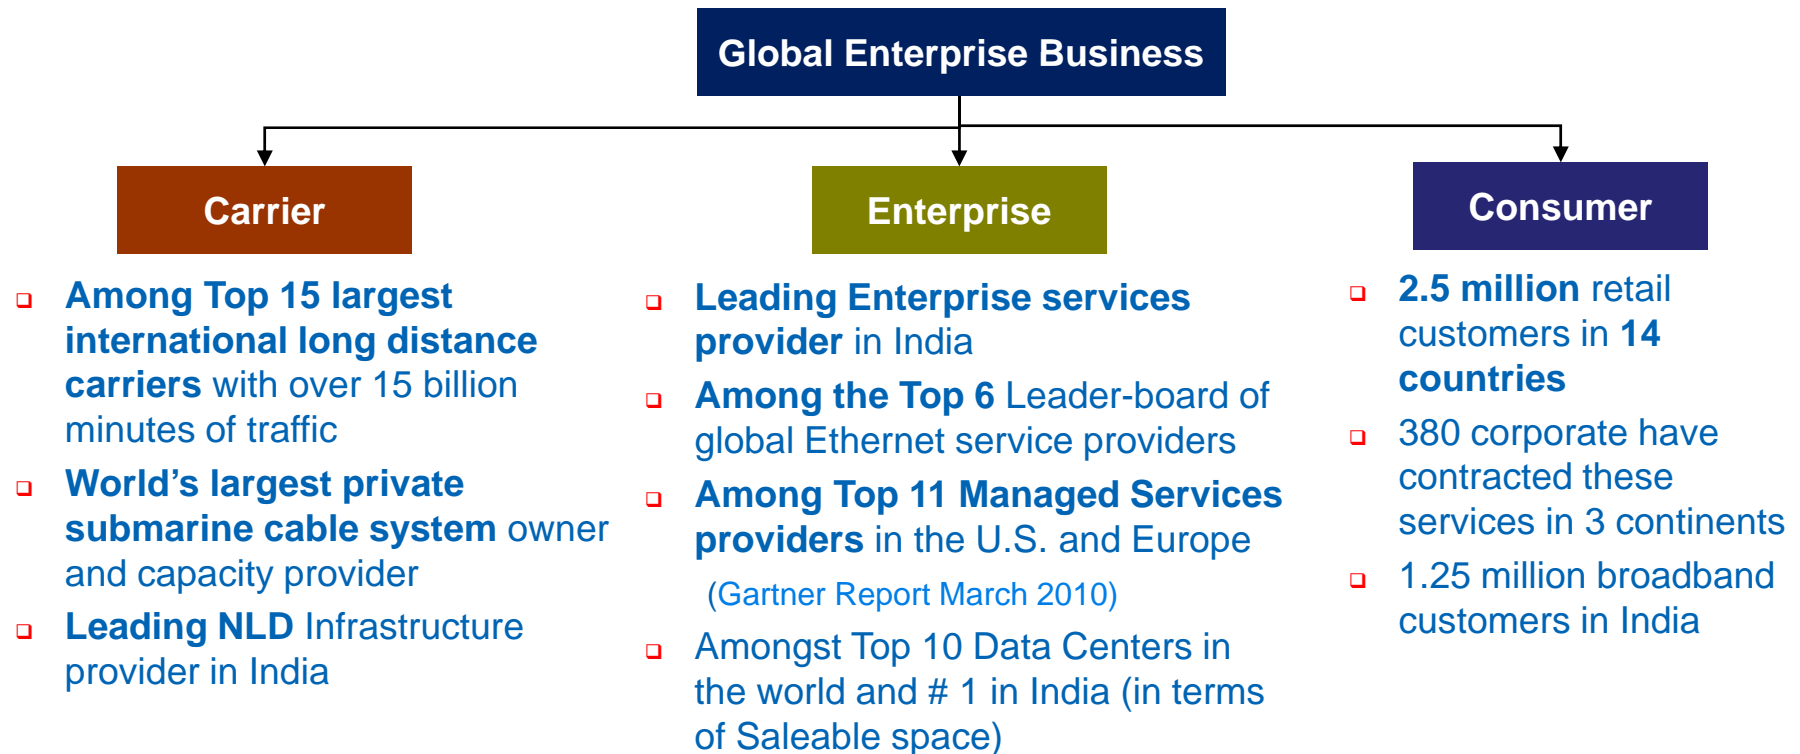 Global Enterprise Business
Carrier
Among Top 15 largest
international long distance
carriers with over 15 billion
minutes of traffic
World’s largest private
submarine cable system owner
and capacity provider
Leading NLD Infrastructure
provider in India
Enterprise
Leading Enterprise services
provider in India
Among the Top 6 Leader-board of
global Ethernet service providers
Among Top 11 Managed Services
providers in the U.S. and Europe
(Gartner Report March 2010)
Amongst Top 10 Data Centers in
the world and # 1 in India (in terms
of Saleable space)
Consumer
2.5 million retail
customers in 14
countries
380 corporate have
contracted these
services in 3 continents
1.25 million broadband
customers in India